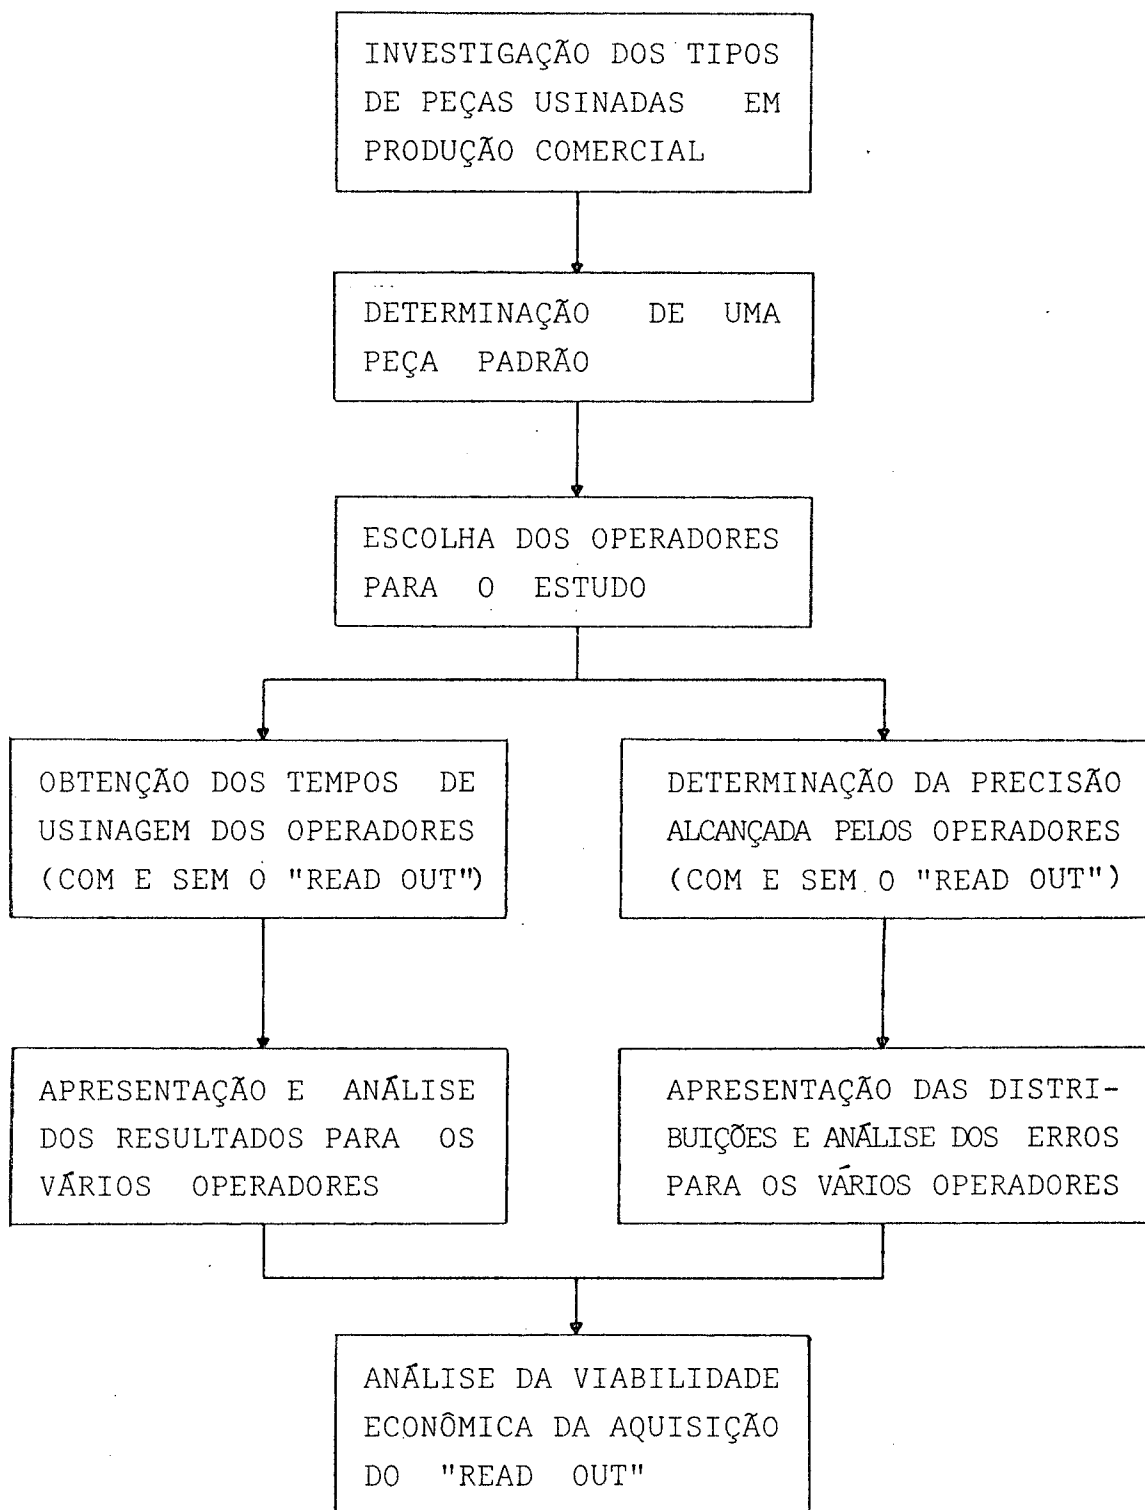 INVESTIGAÇÃO DOS TIPOS
DE PEÇAS USINADAS EM
PRODUÇÃO COMERCIAL
DETERMINAÇÃO DE UMA
PEÇA PADRÃO
ESCOLHA DOS OPERADORES
PARA O ESTUDO
OBTENÇÃO DOS TEMPOS DE
USINAGEM DOS OPERADORES
(COM E SEM O "READ OUT")
DETERMINAÇÃO DA PRECISÃO
ALCANÇADA PELOS OPERADORES
(COM E SEM O "READ OUT")
APRESENTAÇÃO E ANÁLISE
DOS RESULTADOS PARA OS
VÁRIOS OPERADORES
APRESENTAÇÃO DAS DISTRI-
BUIÇÕES E ANÁLISE DOS ERROS
PARA OS VÁRIOS OPERADORES
ANÁLISE DA VIABILIDADE
ECONÔMICA DA AQUISIÇÃO
DO "READ OUT"